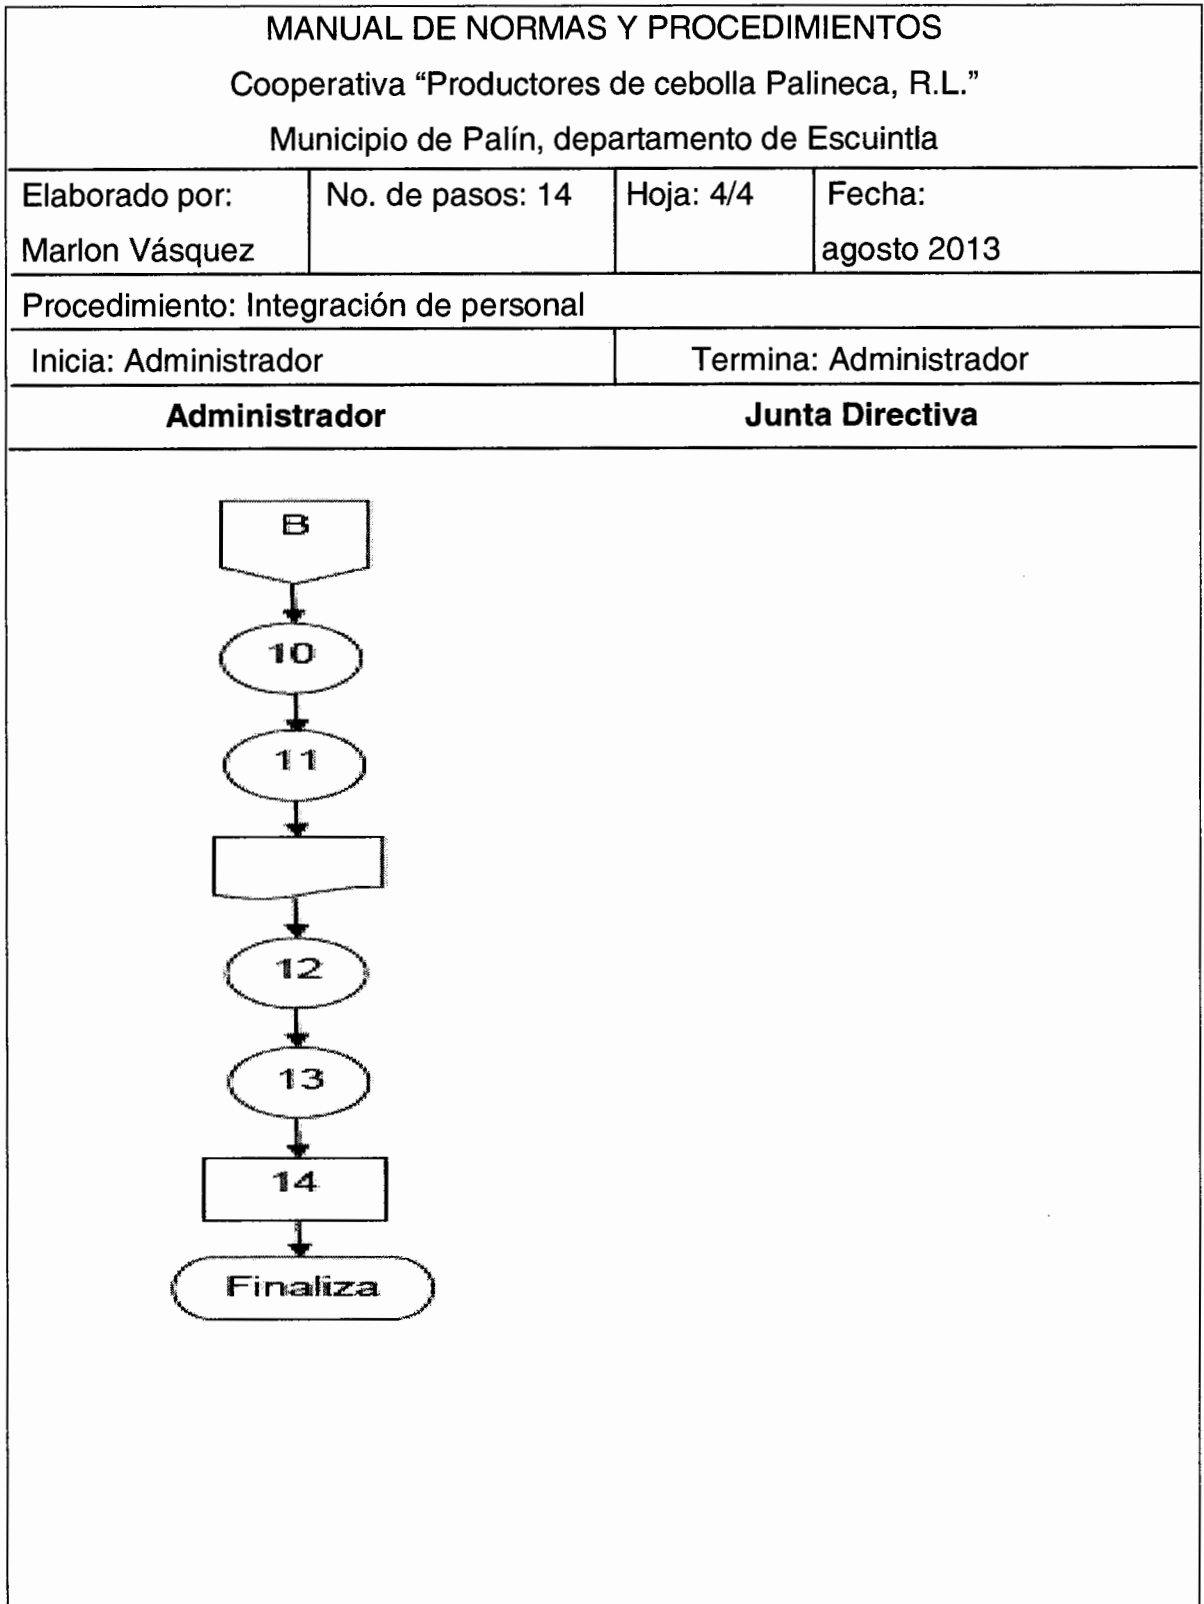 MANUAL DE NORMAS Y PROCEDIMIENTOS
Cooperativa “Productores de cebolla Palineca, R.L.”
Municipio de Palín, departamento de Escuintla
Elaborado por:
Marlon Vásquez
No. de pasos: 14
Hoja: 4/4
Fecha:
agosto 2013
Procedimiento: Integración de personal
Inicia: Administrador
Termina: Administrador
Administrador
Junta Directiva
B
10
11
12
13
14
Finaliza